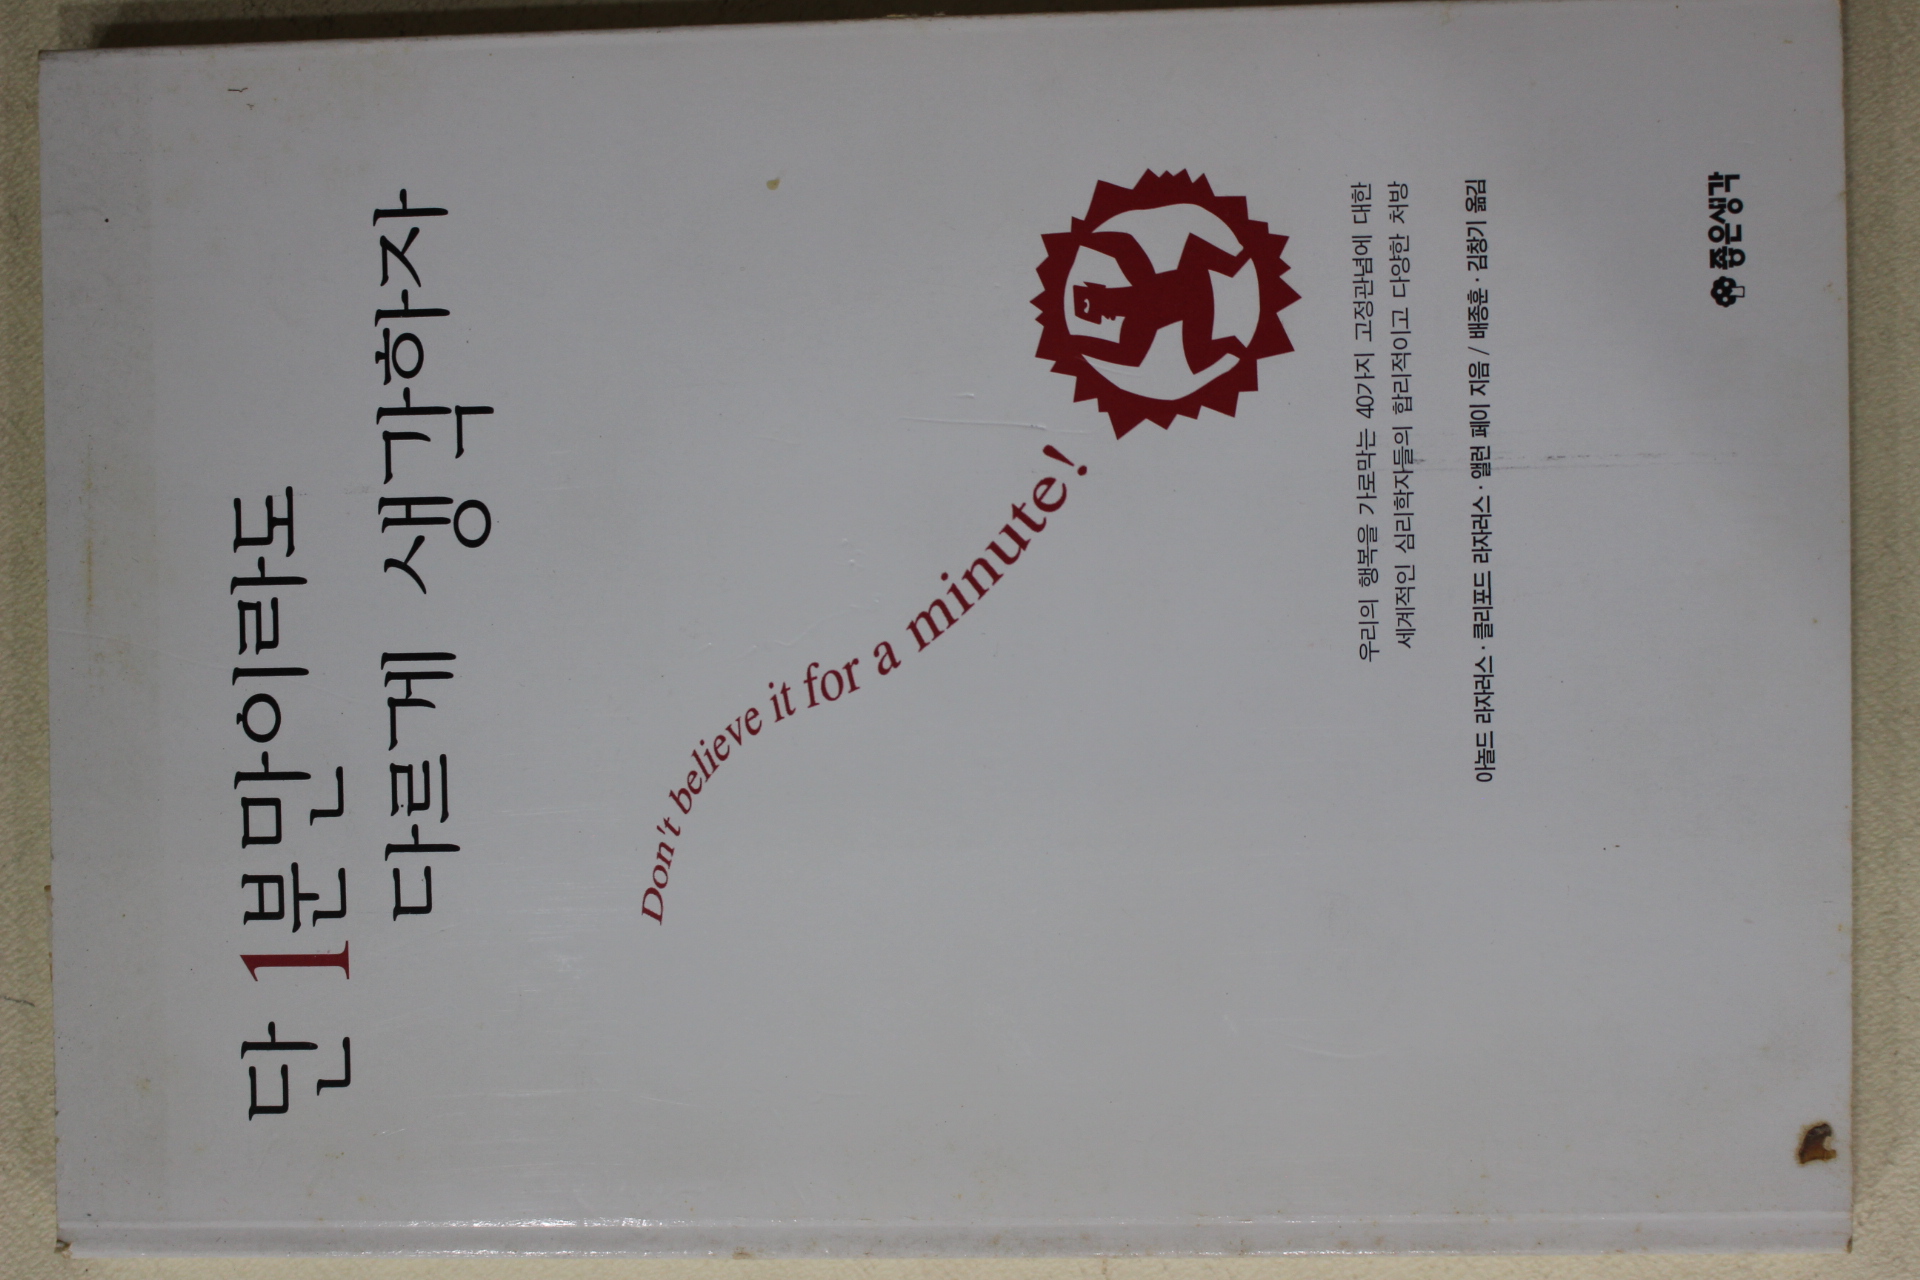 단 1분만이라도
다르게 생각하자
Don't believe it for a minute!
우리의 행복을 가로막는 40가지 고정관념에 대한
세계적인 심리학자들의 합리적이고 다양한 처방
아놀드 라자러스 · 클리포드 라자러스 · 앨런 페이 지음 / 배종훈 · 김창기 옮김
좋은생각